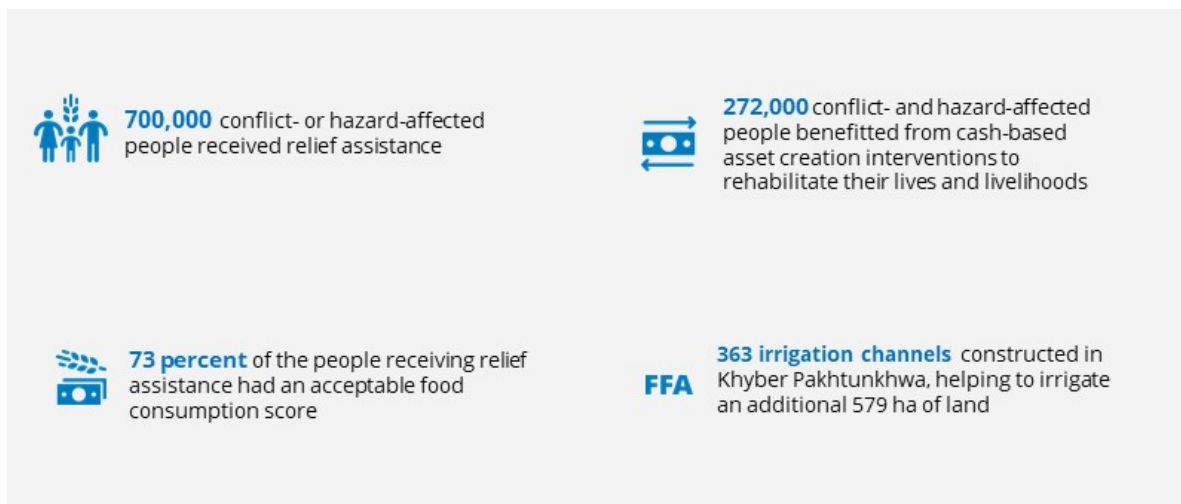 700,000 conflict- or hazard-affected
people received relief assistance
272,000 conflict- and hazard-affected
people benefitted from cash-based
asset creation interventions to
rehabilitate their lives and livelihoods
73 percent of the people receiving relief
assistance had an acceptable food
consumption score
FFA
363 irrigation channels constructed in
Khyber Pakhtunkhwa, helping to irrigate
an additional 579 ha of land